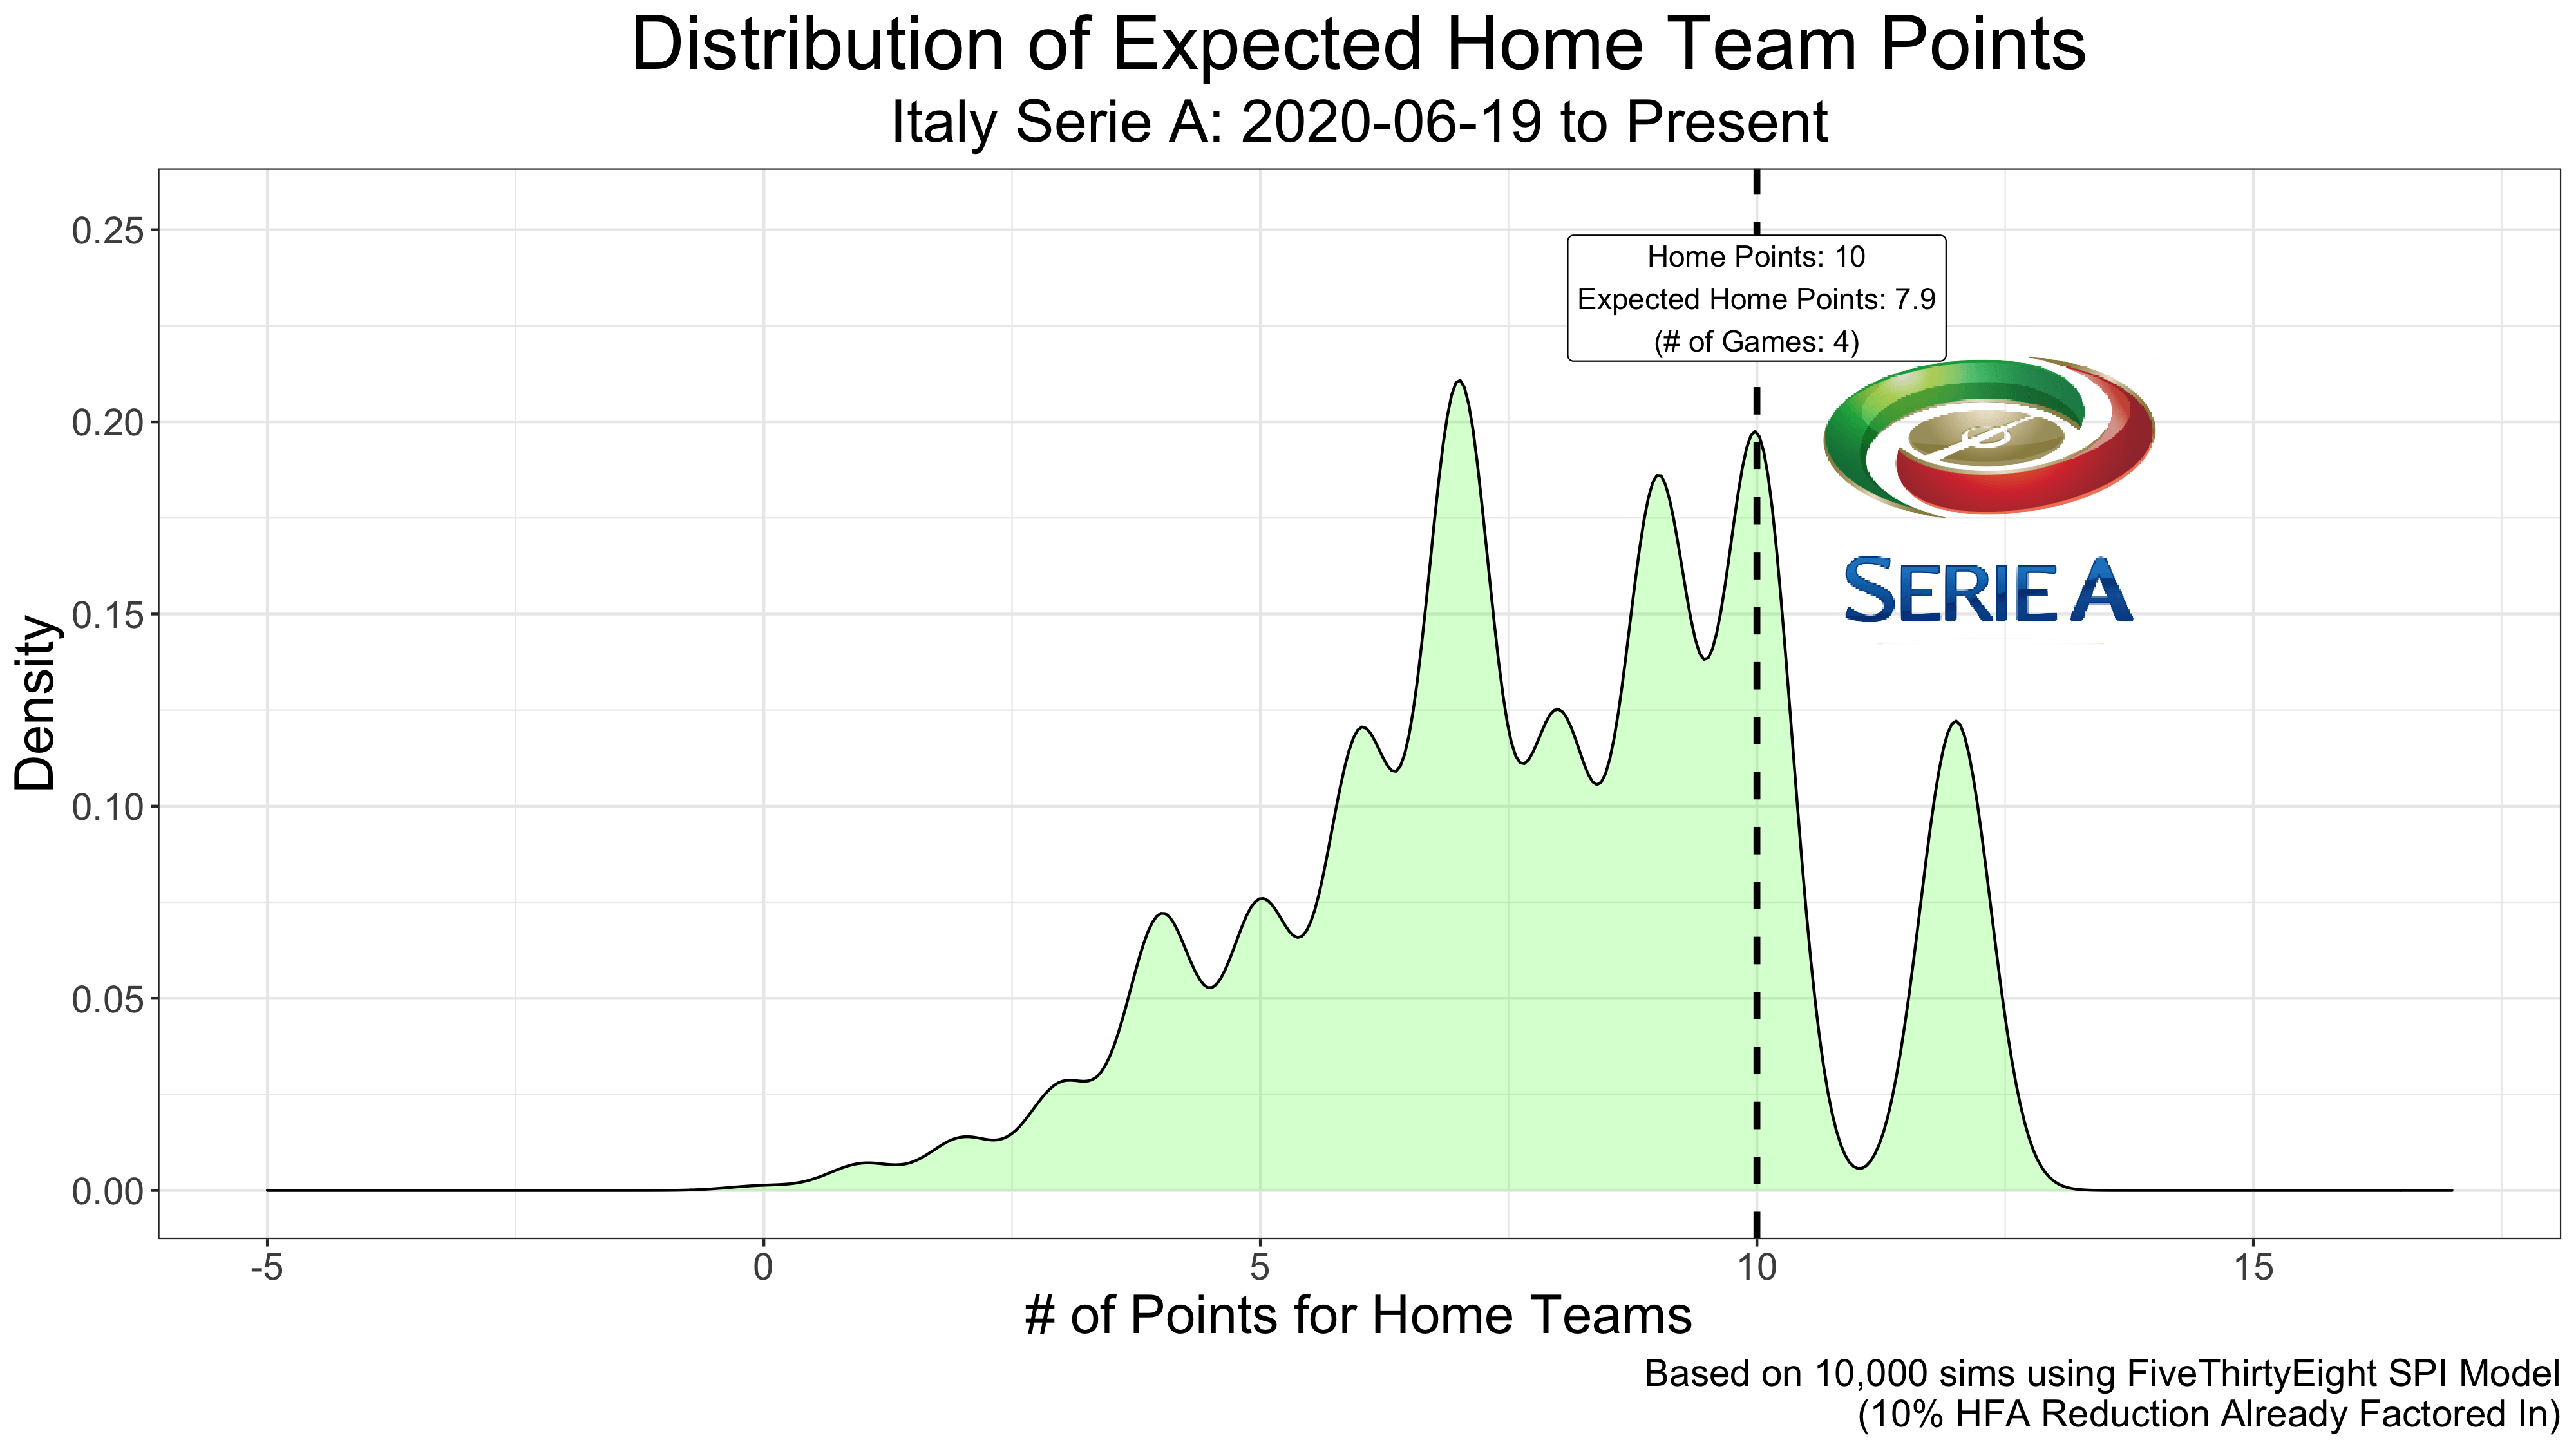 Distribution of Expected Home Team Points
Italy Serie A: 2020-06-19 to Present
Home Points: 10
Expected Home Points: 7.9
(# of Games: 4)
SERIE A
Density
0.25
0.20
0.15
0.10
0.05
0.00
-5
0
5
10
15
# of Points for Home Teams
Based on 10,000 sims using FiveThirtyEight SPI Model
(10% HFA Reduction Already Factored In)